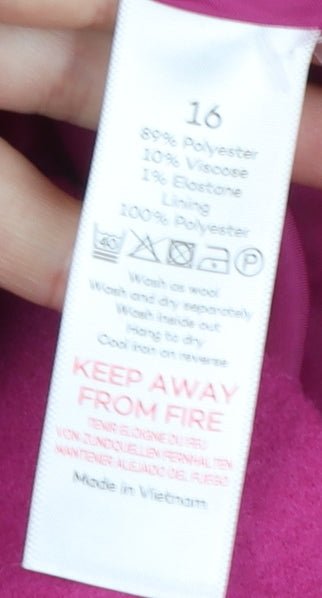 16
89% Polyester
10% Viscose
1% Elastane
Lining
100% Polyester
40 P
Wash as wool
Wash and dry separately
Wash inside out
Hang to dry
Cool iron on reverse
KEEP AWAY
FROM FIRE
TENIR ELOIGNE DU FEU
VON ZUNDQUELLEN FERNHALTEN
MANTENER ALEJADO DEL FUEGO
Made in Vietnam